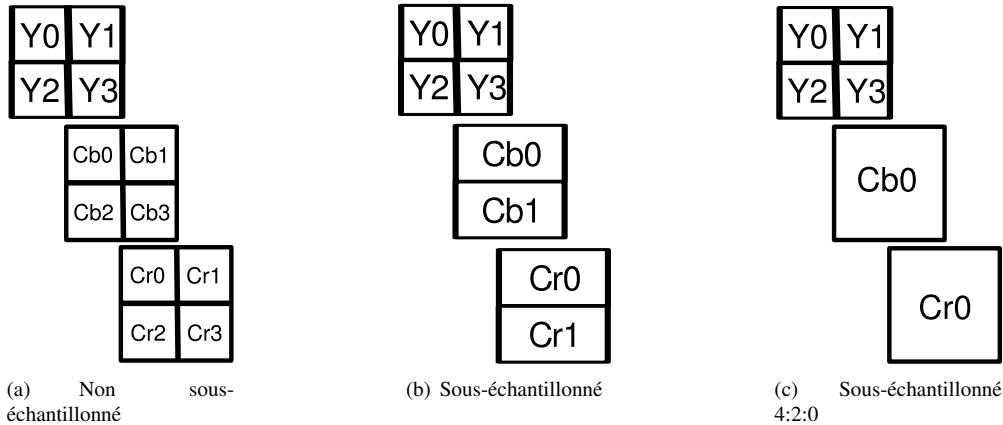 Y0 Y1
Y2 Y3
Cb0 Cb1
Cb2 Cb3
Cr0 Cr1
Cr2 Cr3
(a) Non sous-
échantillonné
Y0 Y1
Y2 Y3
Cb0
Cb1
Cr0
Cr1
(b) Sous-échantillonné
Y0 Y1
Y2 Y3
Cb0
Cr0
(c) Sous-échantillonné
4:2:0